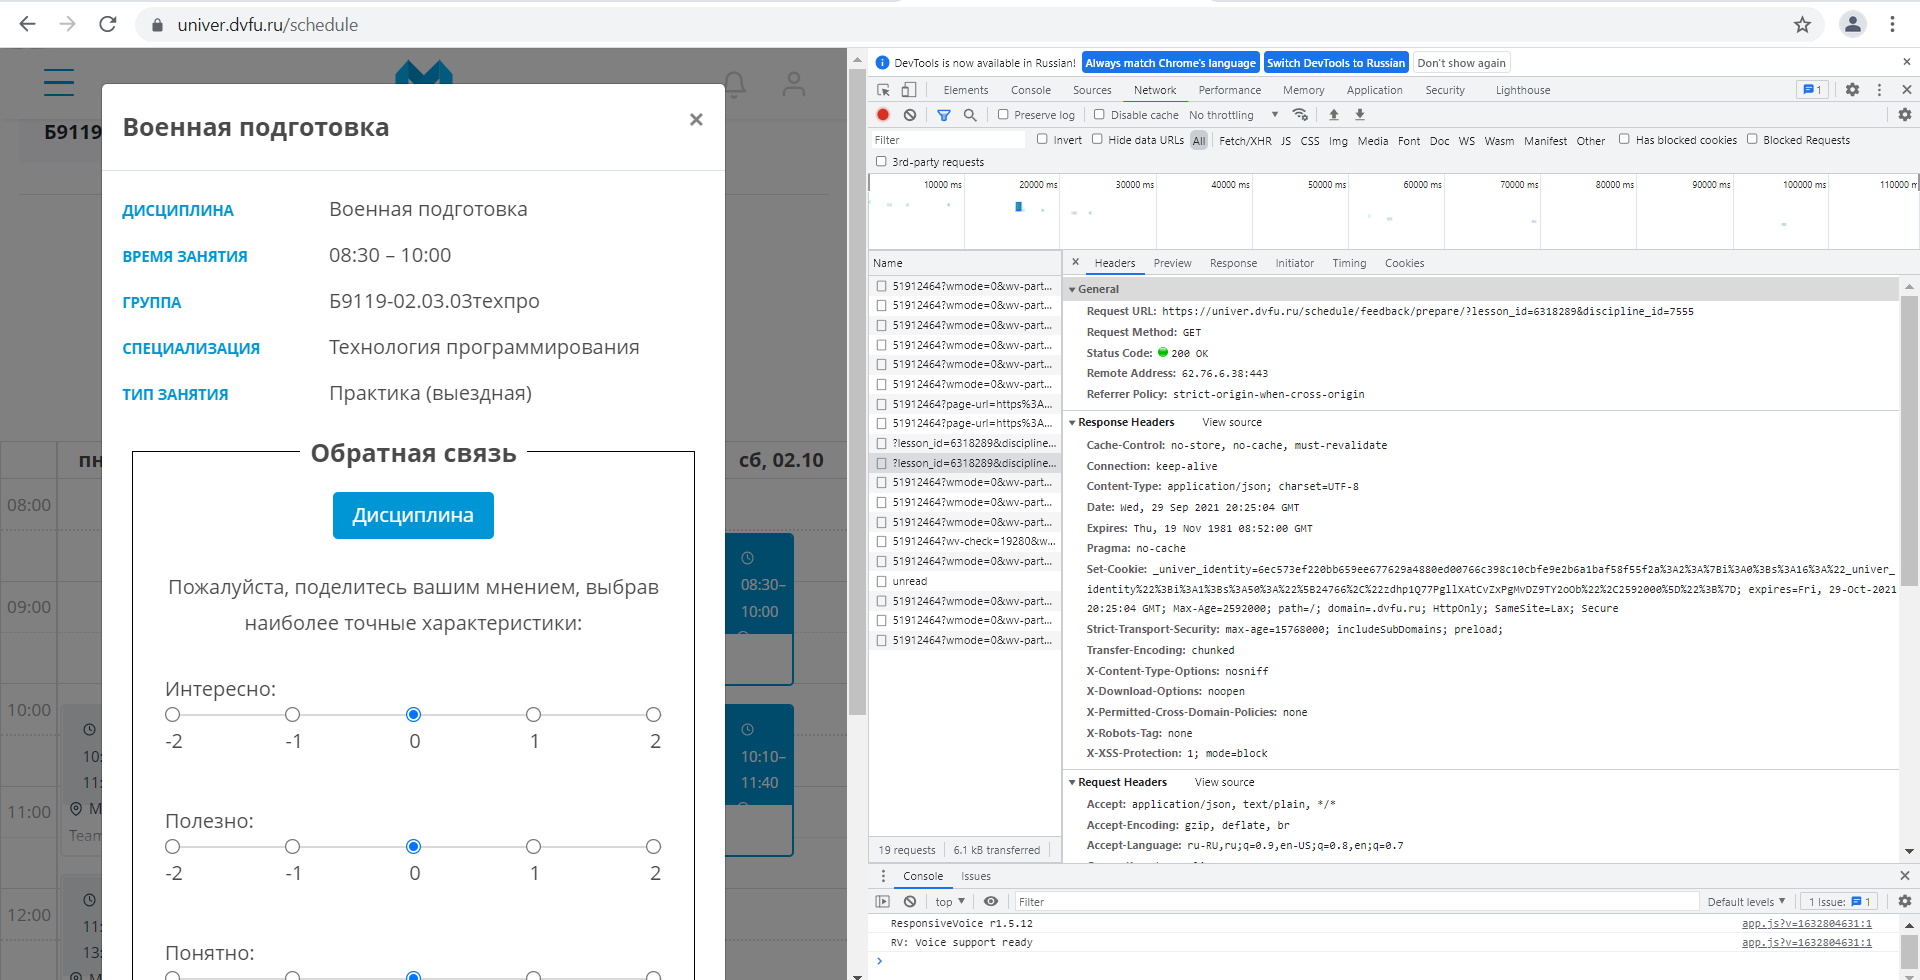 univer.dvfu.ru/schedule
Б9119
Военная подготовка
×
ДИСЦИПЛИНА Военная подготовка
ВРЕМЯ ЗАНЯТИЯ 08:30 – 10:00
ГРУППА Б9119-02.03.03техпро
СПЕЦИАЛИЗАЦИЯ Технология программирования
ТИП ЗАНЯТИЯ Практика (выездная)
Обратная связь
Дисциплина
Пожалуйста, поделитесь вашим мнением, выбрав
наиболее точные характеристики:
Интересно:
-2 -1 0 1 2
Полезно:
-2 -1 0 1 2
Понятно:
пн
сб, 02.10
08:00
09:00
10:00
11:00
12:00
08:30–
10:00
10:10–
11:40
10:
11:
М
Team
11:
13:
М
DevTools is now available in Russian! Always match Chrome's language Switch DevTools to Russian Don't show again
Elements Console Sources Network Performance Memory Application Security Lighthouse 1
Preserve log Disable cache No throttling
Filter Invert Hide data URLs All Fetch/XHR JS CSS Img Media Font Doc WS Wasm Manifest Other Has blocked cookies Blocked Requests
3rd-party requests
10000 ms 20000 ms 30000 ms 40000 ms 50000 ms 60000 ms 70000 ms 80000 ms 90000 ms 100000 ms 110000 m
Name
51912464?wmode=0&wv-part...
51912464?wmode=0&wv-part...
51912464?wmode=0&wv-part...
51912464?wmode=0&wv-part...
51912464?wmode=0&wv-part...
51912464?wmode=0&wv-part...
51912464?page-url=https%3A...
51912464?page-url=https%3A...
?lesson_id=6318289&discipline...
?lesson_id=6318289&discipline...
51912464?wmode=0&wv-part...
51912464?wmode=0&wv-part...
51912464?wmode=0&wv-part...
51912464?wv-check=19280&w...
51912464?wmode=0&wv-part...
unread
51912464?wmode=0&wv-part...
51912464?wmode=0&wv-part...
51912464?wmode=0&wv-part...
19 requests 6.1 kB transferred
× Headers Preview Response Initiator Timing Cookies
General
Request URL: https://univer.dvfu.ru/schedule/feedback/prepare/?lesson_id=6318289&discipline_id=7555
Request Method: GET
Status Code: 200 OK
Remote Address: 62.76.6.38:443
Referrer Policy: strict-origin-when-cross-origin
Response Headers View source
Cache-Control: no-store, no-cache, must-revalidate
Connection: keep-alive
Content-Type: application/json; charset=UTF-8
Date: Wed, 29 Sep 2021 20:25:04 GMT
Expires: Thu, 19 Nov 1981 08:52:00 GMT
Pragma: no-cache
Set-Cookie: _univer_identity=6ec573ef220bb659ee677629a4880ed00766c398c10cbfe9e2b6a1baf58f55f2a%3A2%3A%7Bi%3A0%3Bs%3A16%3A%22_univer_
identity%22%3Bi%3A1%3Bs%3A50%3A%22%5B24766%2C%22zdhp1Q77PgllXAtCvZxPgMvDZ9TY2oOb%22%2C2592000%5D%22%3B%7D; expires=Fri, 29-Oct-2021
20:25:04 GMT; Max-Age=2592000; path=/; domain=.dvfu.ru; HttpOnly; SameSite=Lax; Secure
Strict-Transport-Security: max-age=15768000; includeSubDomains; preload;
Transfer-Encoding: chunked
X-Content-Type-Options: nosniff
X-Download-Options: noopen
X-Permitted-Cross-Domain-Policies: none
X-Robots-Tag: none
X-XSS-Protection: 1; mode=block
Request Headers View source
Accept: application/json, text/plain, */*
Accept-Encoding: gzip, deflate, br
Accept-Language: ru-RU,ru;q=0.9,en-US;q=0.8,en;q=0.7
Console Issues
top Filter Default levels 1 Issue: 1
ResponsiveVoice r1.5.12 app.js?v=1632804631:1
RV: Voice support ready app.js?v=1632804631:1